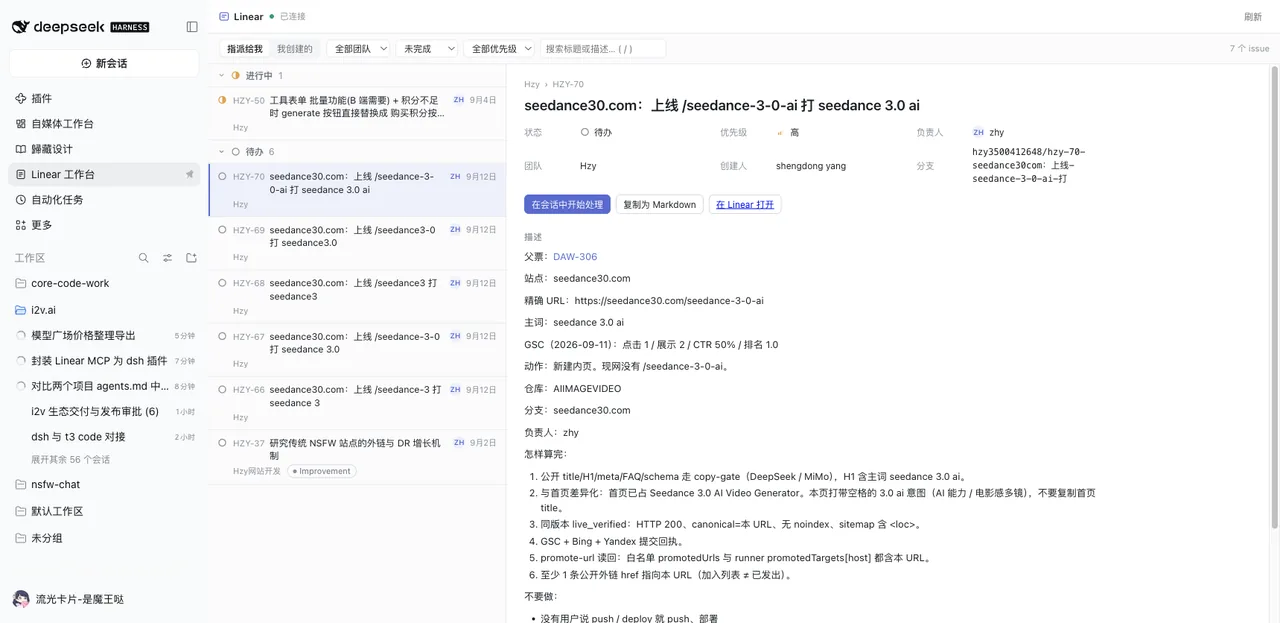 deepseek HARNESS
新会话
插件
自媒体工作台
歸藏设计
Linear 工作台
自动化任务
更多
工作区
core-code-work
i2v.ai
模型广场价格整理导出 5分钟
封装 Linear MCP 为 dsh 插件 7分钟
对比两个项目 agents.md 中... 8分钟
i2v 生态交付与发布审批 (6) 1小时
dsh 与 t3 code 对接 2小时
展开其余 56 个会话
nsfw-chat
默认工作区
未分组
流光卡片-是魔王哒
Linear 已连接 刷新
指派给我 我创建的 全部团队 未完成 全部优先级 搜索标题或描述... ( / ) 7 个 issue
进行中 1
HZY-50 工具表单 批量功能(B 端需要) + 积分不足 ZH 9月4日
时 generate 按钮直接替换成 购买积分按...
Hzy
待办 6
HZY-70 seedance30.com：上线 /seedance-3- ZH 9月12日
0-ai 打 seedance 3.0 ai
Hzy
HZY-69 seedance30.com：上线 /seedance3-0 ZH 9月12日
打 seedance3.0
Hzy
HZY-68 seedance30.com：上线 /seedance3 打 ZH 9月12日
seedance3
Hzy
HZY-67 seedance30.com：上线 /seedance-3-0 ZH 9月12日
打 seedance 3.0
Hzy
HZY-66 seedance30.com：上线 /seedance-3 打 ZH 9月12日
seedance 3
Hzy
HZY-37 研究传统 NSFW 站点的外链与 DR 增长机 ZH 9月2日
制
Hzy网站开发 Improvement
Hzy › HZY-70
seedance30.com：上线 /seedance-3-0-ai 打 seedance 3.0 ai
状态 待办 优先级 高 负责人 ZH zhy
团队 Hzy 创建人 shengdong yang 分支 hzy3500412648/hzy-70-
seedance30com：上线-
seedance-3-0-ai-打
在会话中开始处理 复制为 Markdown 在 Linear 打开
描述
父票：DAW-306
站点：seedance30.com
精确 URL：https://seedance30.com/seedance-3-0-ai
主词：seedance 3.0 ai
GSC（2026-09-11）：点击 1 / 展示 2 / CTR 50% / 排名 1.0
动作：新建内页。现网没有 /seedance-3-0-ai。
仓库：AIIMAGEVIDEO
分支：seedance30.com
负责人：zhy
怎样算完：
1. 公开 title/H1/meta/FAQ/schema 走 copy-gate（DeepSeek / MiMo），H1 含主词 seedance 3.0 ai。
2. 与首页差异化：首页已占 Seedance 3.0 AI Video Generator。本页打带空格的 3.0 ai 意图（AI 能力 / 电影感多镜），不要复制首页
title。
3. 同版本 live_verified：HTTP 200、canonical=本 URL、无 noindex、sitemap 含 <loc>。
4. GSC + Bing + Yandex 提交回执。
5. promote-url 读回：白名单 promotedUrls 与 runner promotedTargets[host] 都含本 URL。
6. 至少 1 条公开外链 href 指向本 URL（加入列表 ≠ 已发出）。
不要做：
• 没有用户说 push / deploy 就 push、部署